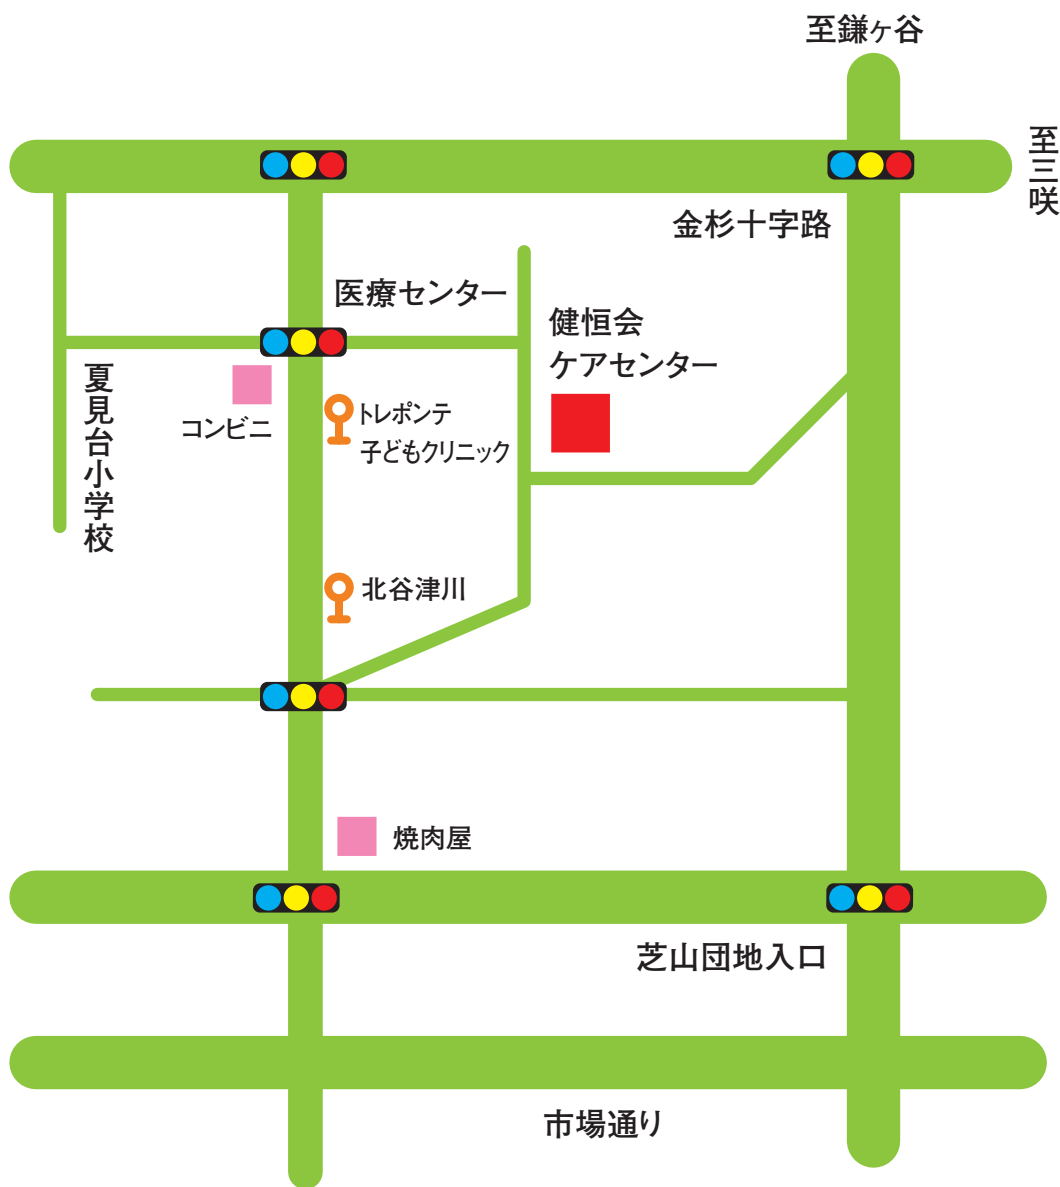 至鎌ヶ谷
至三咲
金杉十字路
医療センター
健恒会
ケアセンター
夏見台小学校
コンビニ
トレポンテ
子どもクリニック
北谷津川
焼肉屋
芝山団地入口
市場通り